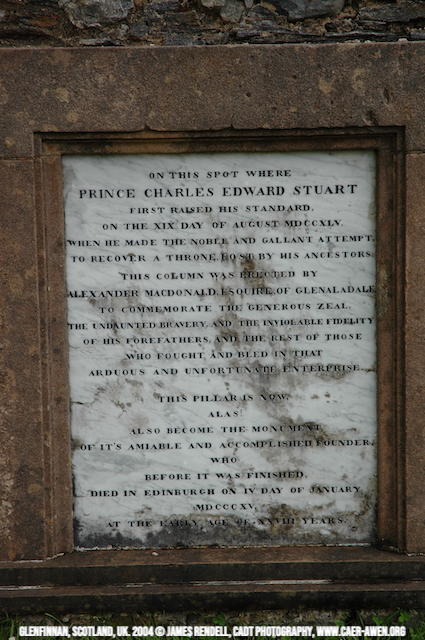 ON THIS SPOT WHERE
PRINCE CHARLES EDWARD STUART
FIRST RAISED HIS STANDARD,
ON THE XIX DAY OF AUGUST MDCCXLV,
WHEN HE MADE THE NOBLE AND GALLANT ATTEMPT,
TO RECOVER A THRONE LOST BY HIS ANCESTORS
THIS COLUMN WAS ERECTED BY
ALEXANDER MACDONALD, ESQUIRE, OF GLENALADALE
TO COMMEMORATE THE GENEROUS ZEAL,
THE UNDAUNTED BRAVERY, AND THE INVIOLABLE FIDELITY
OF HIS FOREFATHERS, AND THE REST OF THOSE
WHO FOUGHT AND BLED IN THAT
ARDUOUS AND UNFORTUNATE ENTERPRISE
THIS PILLAR IS NOW,
ALAS!
ALSO BECOME THE MONUMENT
OF IT'S AMIABLE AND ACCOMPLISHED FOUNDER,
WHO
BEFORE IT WAS FINISHED,
DIED IN EDINBURGH ON IV DAY OF JANUARY
MDCCCXV,
AT THE EARLY AGE OF XXVIII YEARS.
GLENFINNAN, SCOTLAND, UK. 2004 © JAMES RENDELL, CADT PHOTOGRAPHY, WWW.CAER-AWEN.ORG